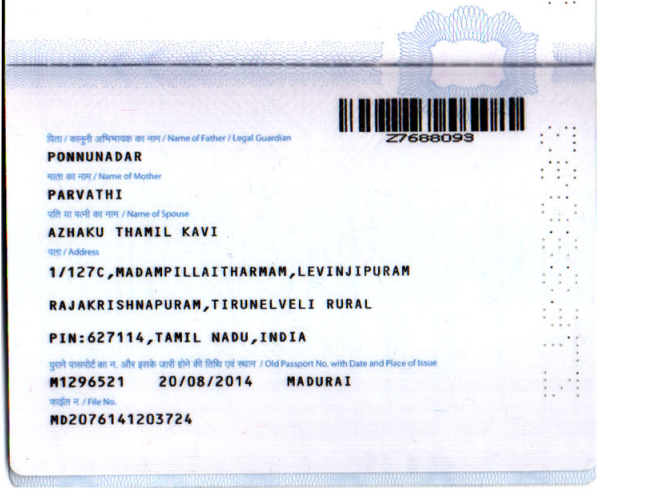 Z7688093
पिता / कानूनी अभिभावक का नाम / Name of Father / Legal Guardian
PONNUNADAR
माता का नाम / Name of Mother
PARVATHI
पति या पत्नी का नाम / Name of Spouse
AZHAKU THAMIL KAVI
पता / Address
1/127C,MADAMPILLAITHARMAM,LEVINJIPURAM
RAJAKRISHNAPURAM,TIRUNELVELI RURAL
PIN:627114,TAMIL NADU,INDIA
पुराने पासपोर्ट का न. और इसके जारी होने की तिथि एवं स्थान / Old Passport No. with Date and Place of Issue
M1296521 20/08/2014 MADURAI
फाईल न. / File No.
MD2076141203724